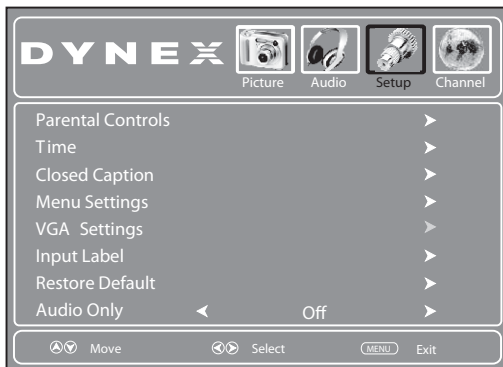 DYNEX
Picture Audio Setup Channel
Parental Controls
Time
Closed Caption
Menu Settings
VGA Settings
Input Label
Restore Default
Audio Only Off
Move Select MENU Exit